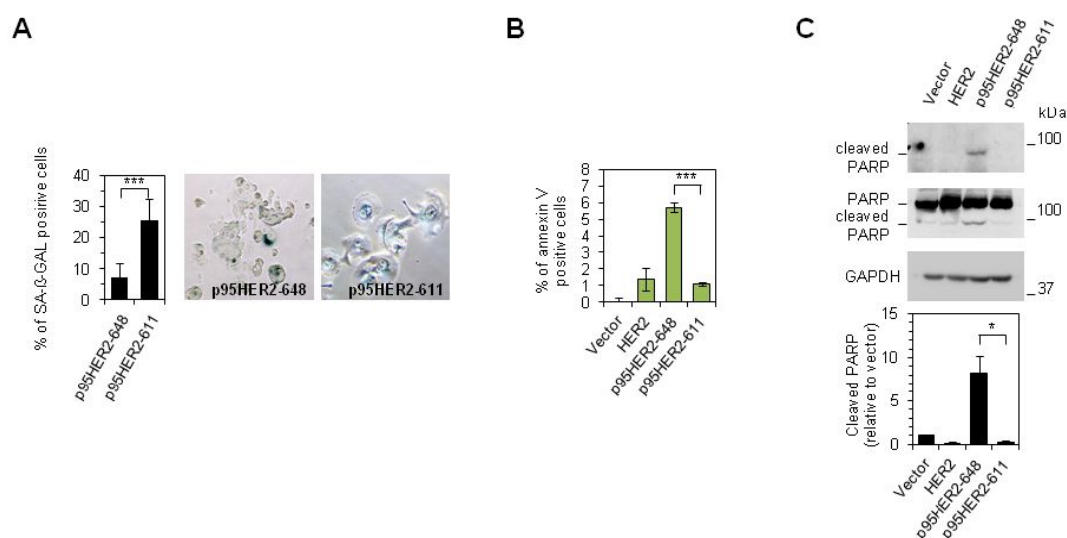 A
% of SA-ß-GAL posirive cells
40
30
20
10
0
***
p95HER2-648
p95HER2-611
p95HER2-648
p95HER2-611
B
% of annexin V
positive cells
8
7
6
5
4
3
2
1
0
***
Vector
HER2
p95HER2-648
p95HER2-611
C
Vector
HER2
p95HER2-648
p95HER2-611
kDa
cleaved
PARP
100
PARP
cleaved
PARP
100
GAPDH
37
Cleaved PARP
(relative to vector)
15
10
5
0
*
Vector
HER2
p95HER2-648
p95HER2-611